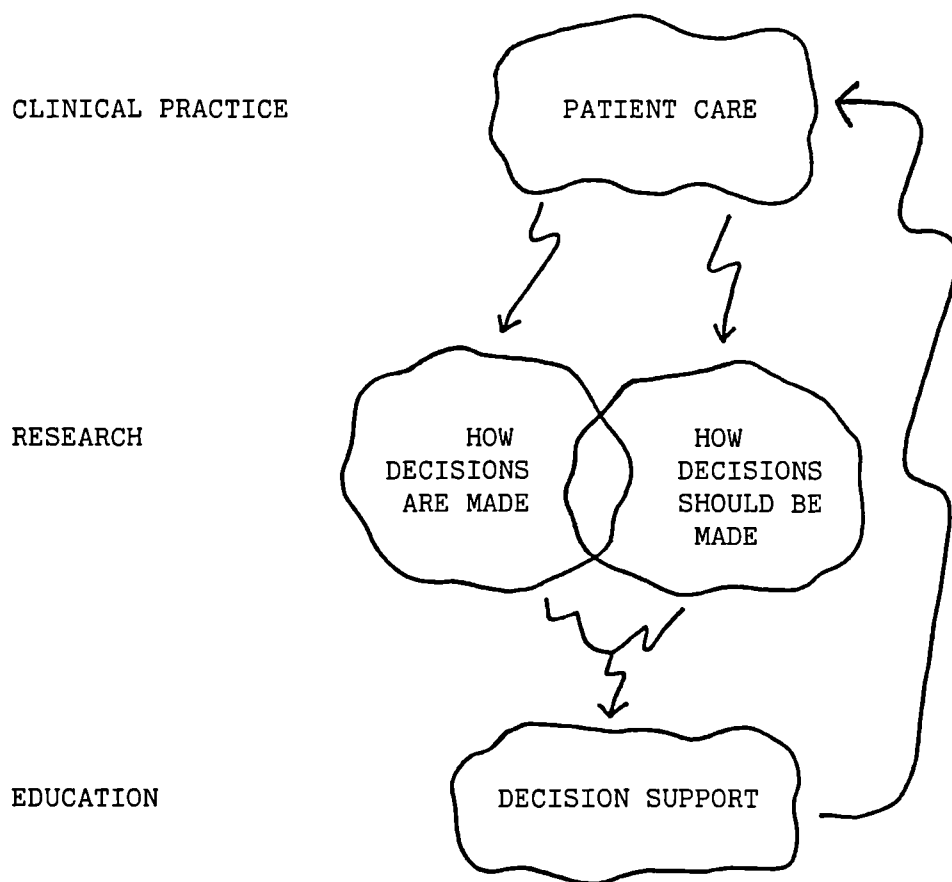 CLINICAL PRACTICE
PATIENT CARE
RESEARCH
HOW
DECISIONS
ARE MADE
HOW
DECISIONS
SHOULD BE
MADE
EDUCATION
DECISION SUPPORT